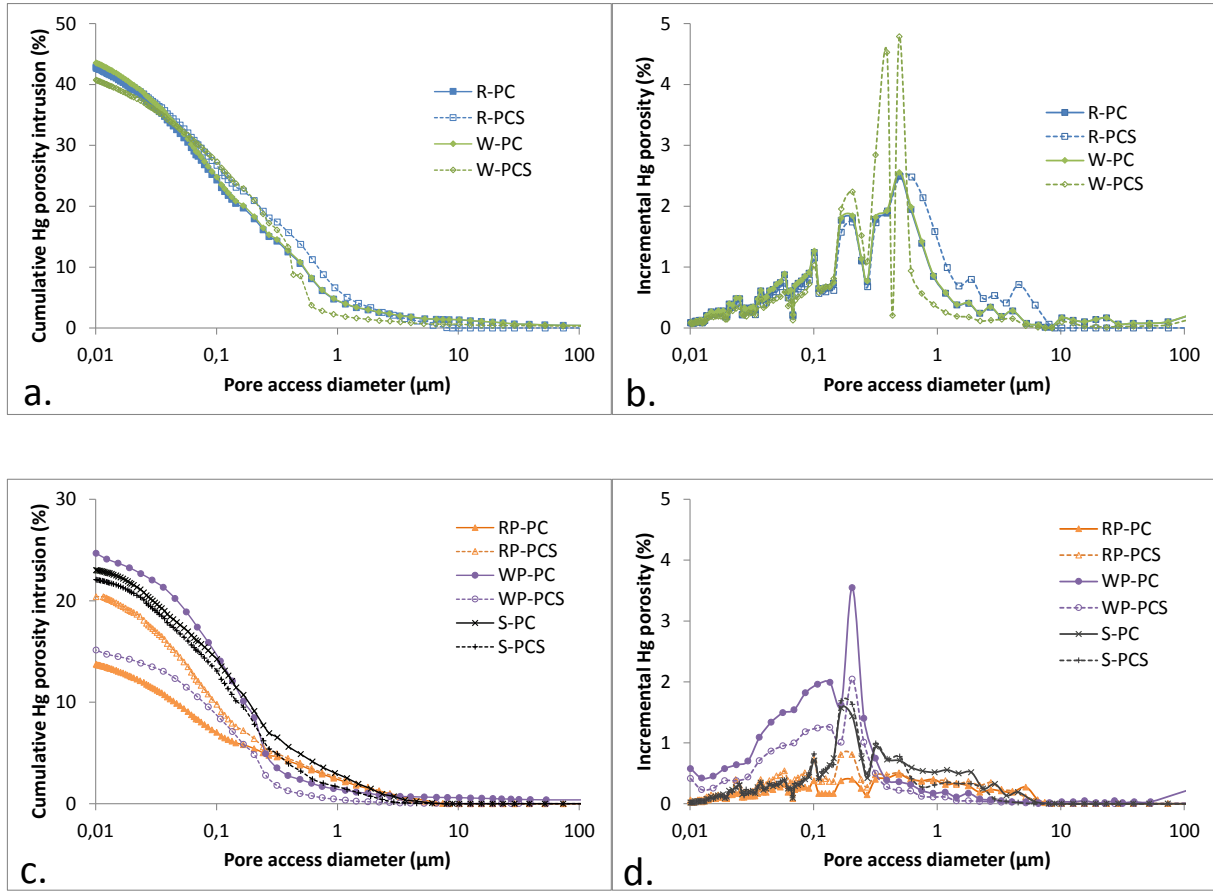 Cumulative Hg porosity intrusion (%)
50
40
30
20
10
0
R-PC
R-PCS
W-PC
W-PCS
0,01
0,1
1
10
100
Pore access diameter (µm)
a.
Incremental Hg porosity (%)
5
4
3
2
1
0
R-PC
R-PCS
W-PC
W-PCS
0,01
0,1
1
10
100
Pore access diameter (µm)
b.
Cumulative Hg porosity intrusion (%)
30
20
10
0
RP-PC
RP-PCS
WP-PC
WP-PCS
S-PC
S-PCS
0,01
0,1
1
10
100
Pore access diameter (µm)
c.
Incremental Hg porosity (%)
5
4
3
2
1
0
RP-PC
RP-PCS
WP-PC
WP-PCS
S-PC
S-PCS
0,01
0,1
1
10
100
Pore access diameter (µm)
d.